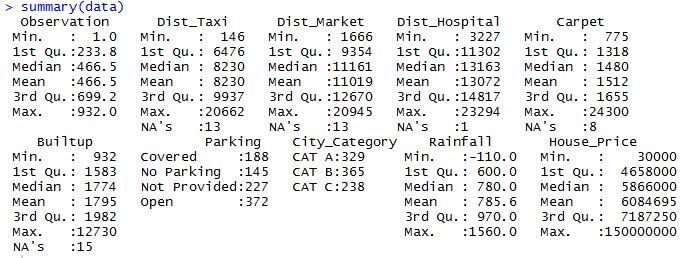 > summary(data)
  Observation      Dist_Taxi      Dist_Market    Dist_Hospital       Carpet
 Min.   :  1.0   Min.   :  146   Min.   : 1666   Min.   : 3227   Min.   :  775
 1st Qu.:233.8   1st Qu.: 6476   1st Qu.: 9354   1st Qu.:11302   1st Qu.: 1318
 Median :466.5   Median : 8230   Median :11161   Median :13163   Median : 1480
 Mean   :466.5   Mean   : 8230   Mean   :11019   Mean   :13072   Mean   : 1512
 3rd Qu.:699.2   3rd Qu.: 9937   3rd Qu.:12670   3rd Qu.:14817   3rd Qu.: 1655
 Max.   :932.0   Max.   :20662   Max.   :20945   Max.   :23294   Max.   :24300
                 NA's   :13      NA's   :13      NA's   :1       NA's   :8
    Builtup              Parking    City_Category    Rainfall       House_Price
 Min.   :  932   Covered     :188   CAT A:329     Min.   :-110.0   Min.   :    30000
 1st Qu.: 1583   No Parking  :145   CAT B:365     1st Qu.: 600.0   1st Qu.:  4658000
 Median : 1774   Not Provided:227   CAT C:238     Median : 780.0   Median :  5866000
 Mean   : 1795   Open        :372                 Mean   : 785.6   Mean   :  6084695
 3rd Qu.: 1982                                    3rd Qu.: 970.0   3rd Qu.:  7187250
 Max.   :12730                                    Max.   :1560.0   Max.   :150000000
 NA's   :15